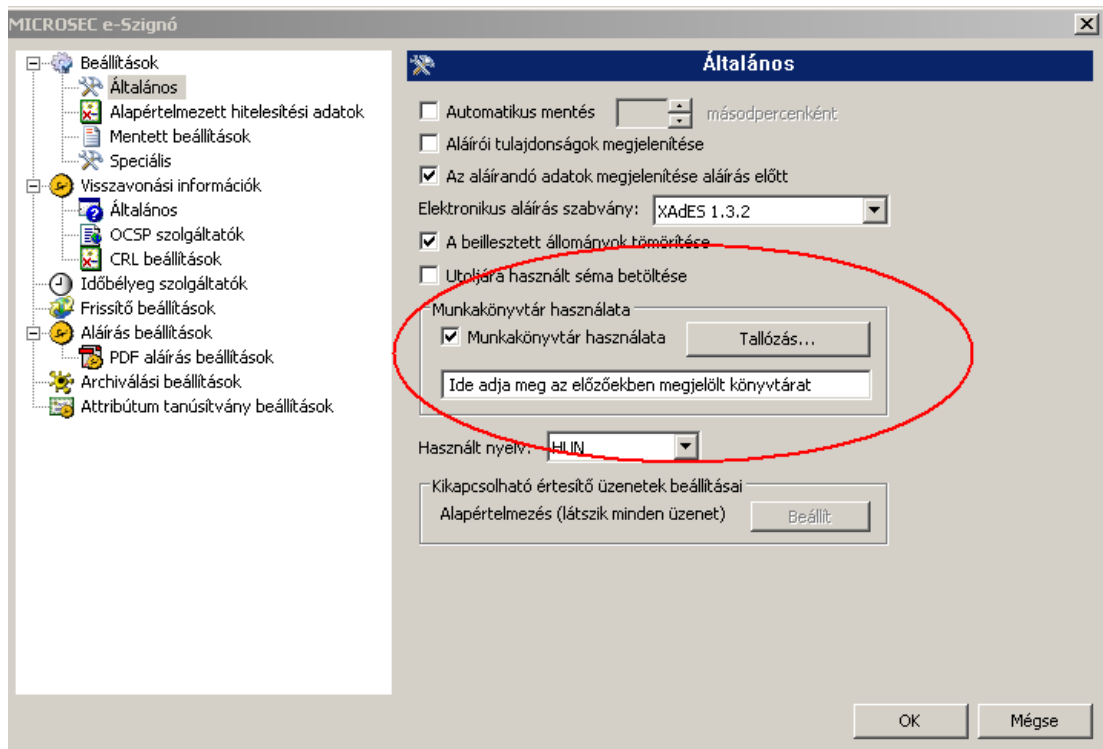 MICROSEC e-Szignó
Beállítások
Általános
Alapértelmezett hitelesítési adatok
Mentett beállítások
Speciális
Visszavonási információk
Általános
OCSP szolgáltatók
CRL beállítások
Időbélyeg szolgáltatók
Frissítő beállítások
Aláírás beállítások
PDF aláírás beállítások
Archiválási beállítások
Attribútum tanúsítvány beállítások
Általános
Automatikus mentés másodpercenként
Aláírói tulajdonságok megjelenítése
Az aláírandó adatok megjelenítése aláírás előtt
Elektronikus aláírás szabvány: XAdES 1.3.2
A beillesztett állományok tömörítése
Utoljára használt séma betöltése
Munkakönyvtár használata
Munkakönyvtár használata Tallózás...
Ide adja meg az előzőekben megjelölt könyvtárat
Használt nyelv: HUN
Kikapcsolható értesítő üzenetek beállításai
Alapértelmezés (látszik minden üzenet) Beállít
OK Mégse